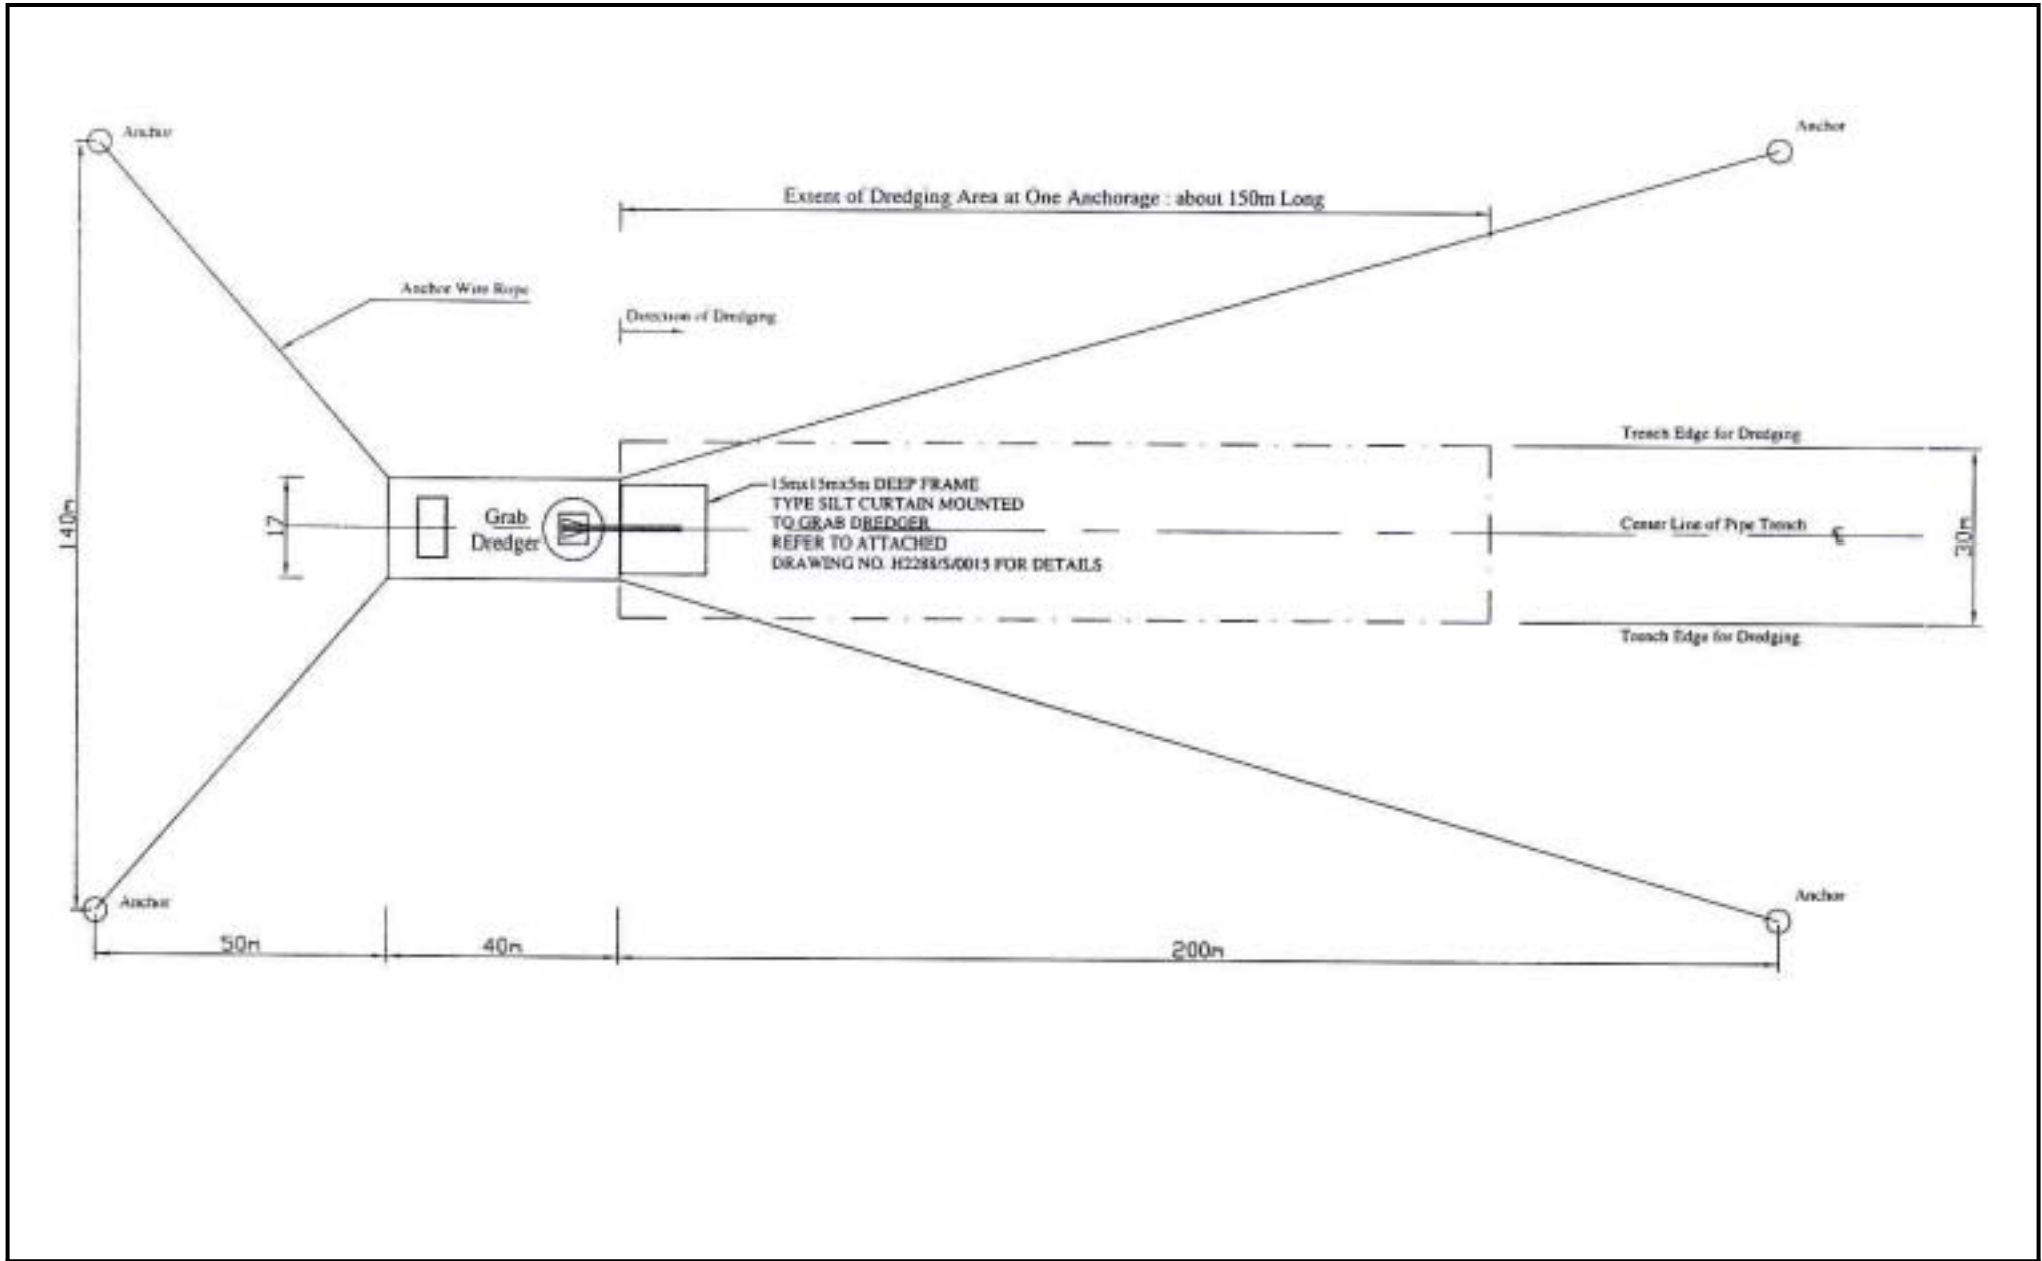 Anchor
Anchor
Extent of Dredging Area at One Anchorage : about 150m Long
Anchor Wire Rope
Direction of Dredging
Trench Edge for Dredging
15mx15mx5m DEEP FRAME
TYPE SILT CURTAIN MOUNTED
TO GRAB DREDGER
REFER TO ATTACHED
DRAWING NO. H2288/S/0015 FOR DETAILS
Grab
Dredger
17
140m
Center Line of Pipe Trench
30m
Trench Edge for Dredging
Anchor
Anchor
50m
40m
200m